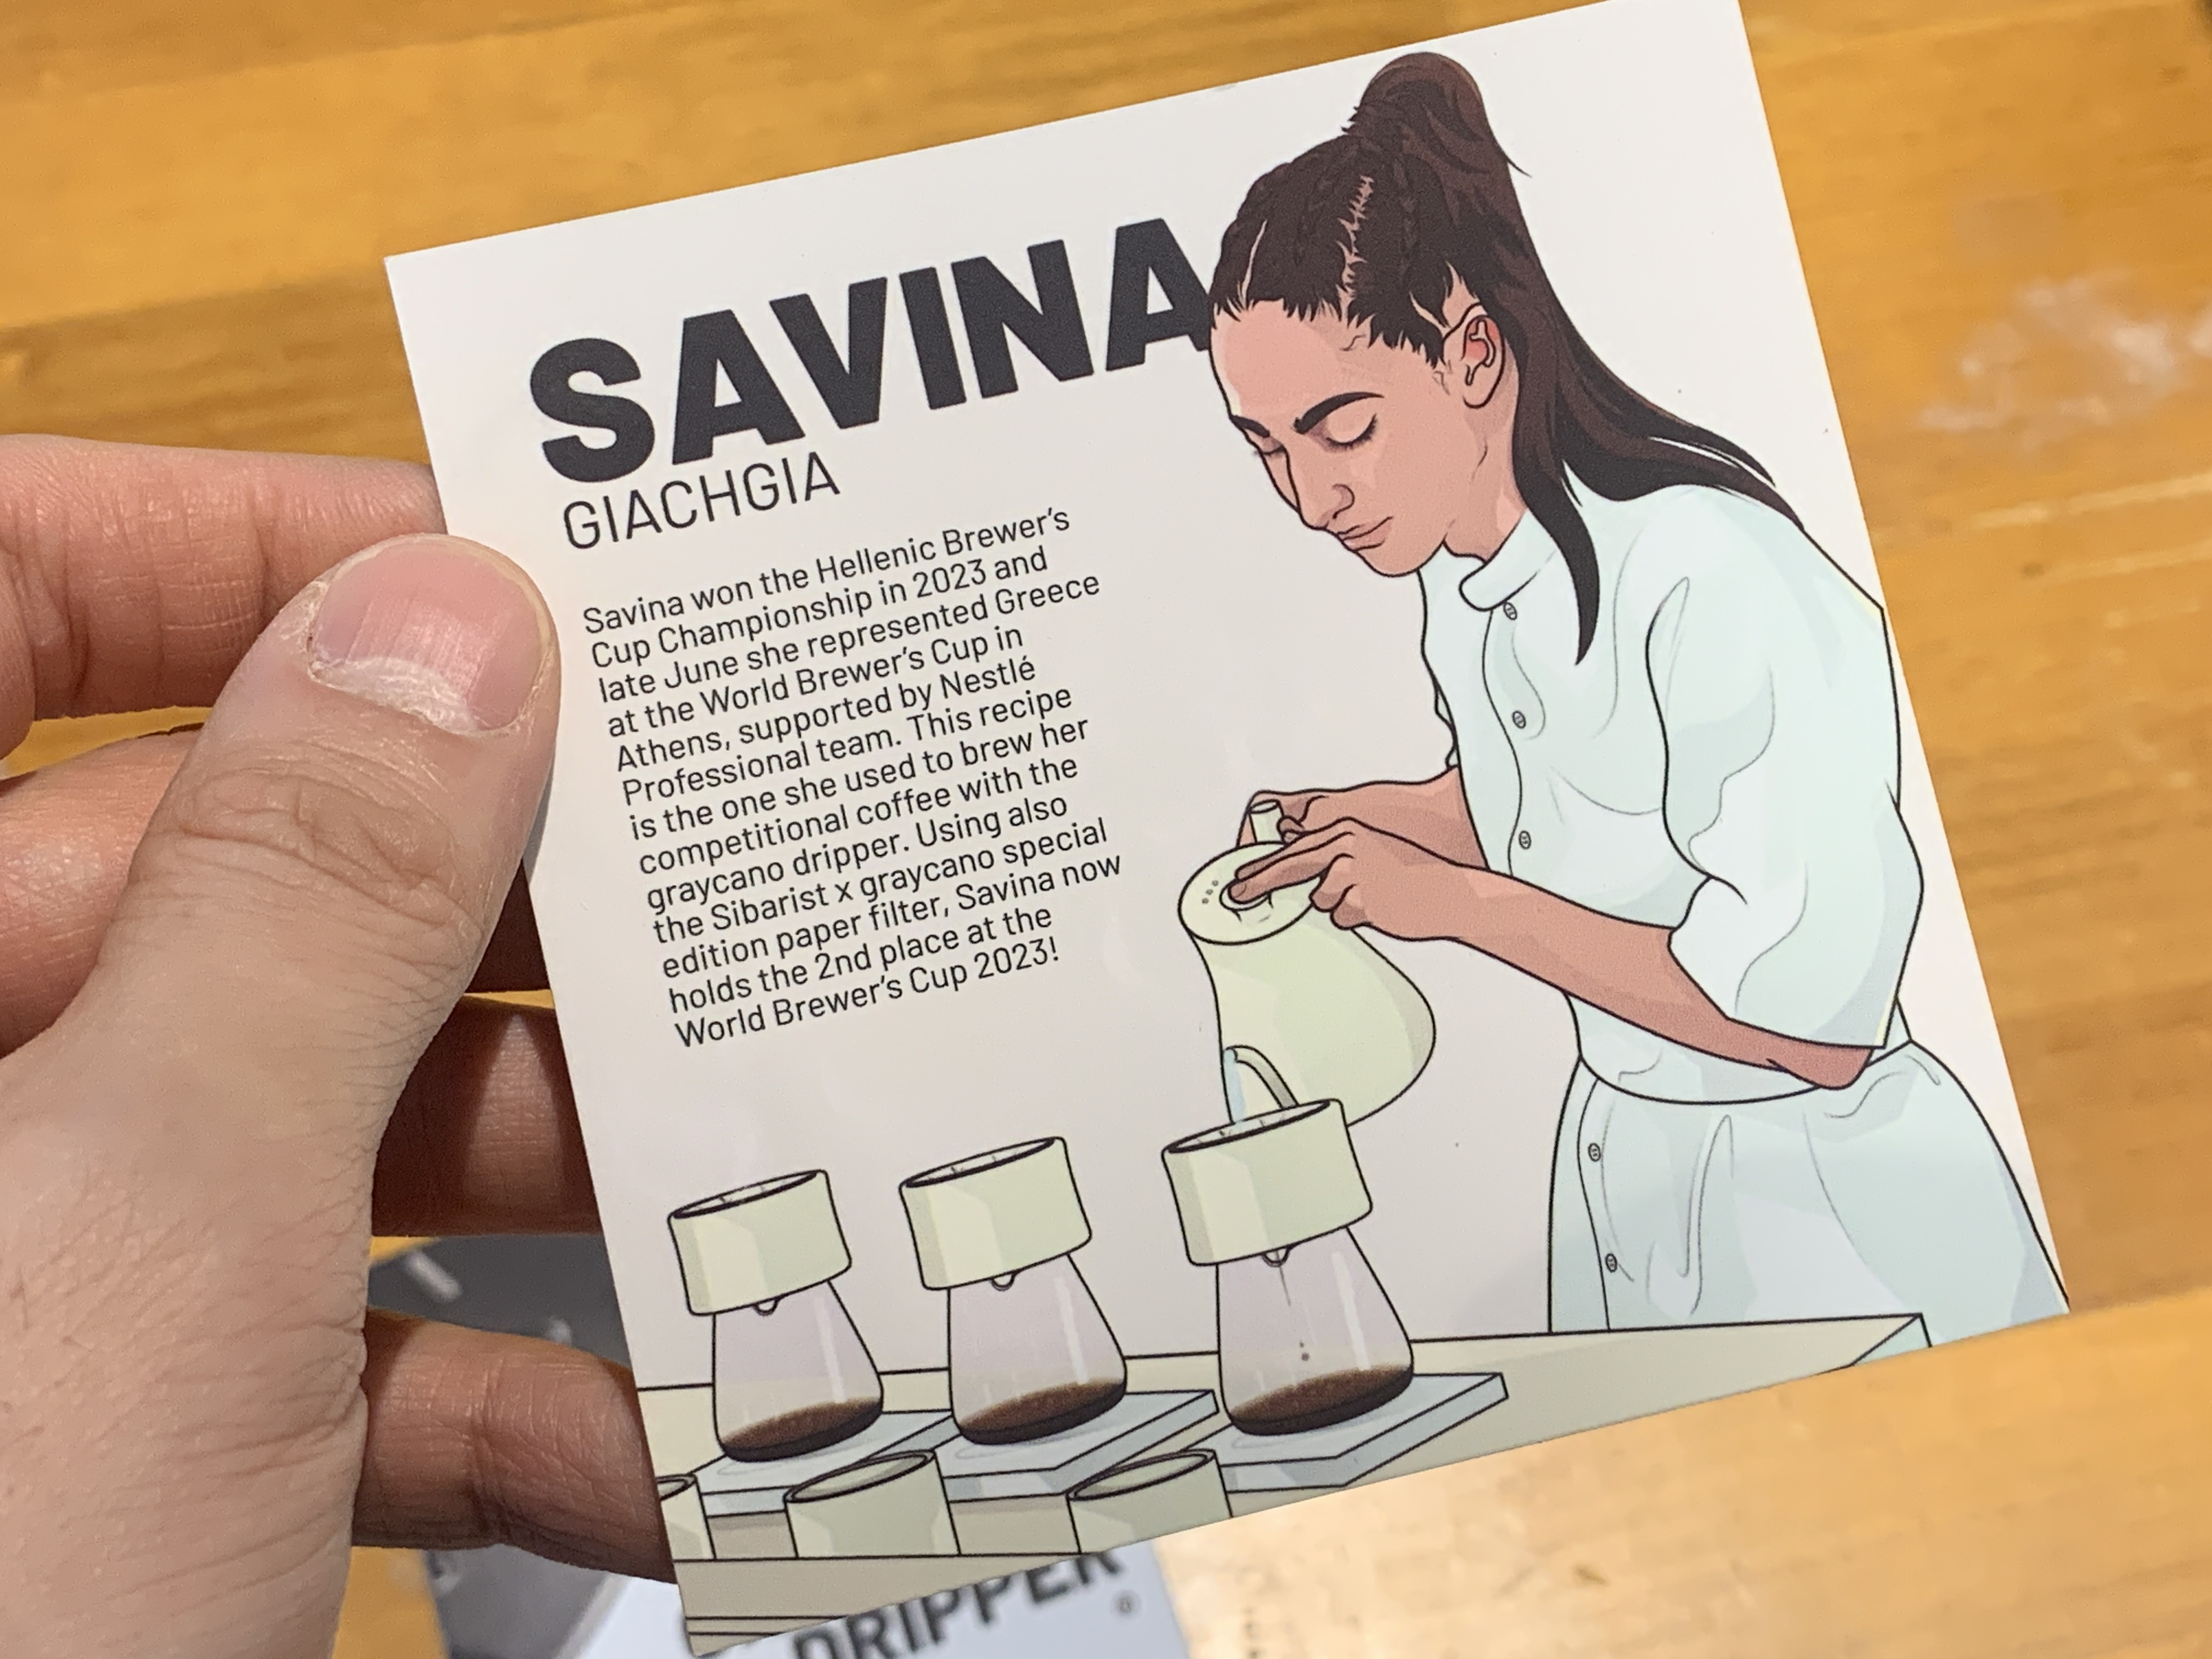 SAVINA
GIACHGIA
Savina won the Hellenic Brewer's
Cup Championship in 2023 and
late June she represented Greece
at the World Brewer's Cup in
Athens, supported by Nestlé
Professional team. This recipe
is the one she used to brew her
competitional coffee with the
graycano dripper. Using also
the Sibarist x graycano special
edition paper filter, Savina now
holds the 2nd place at the
World Brewer's Cup 2023!
DRIPPER